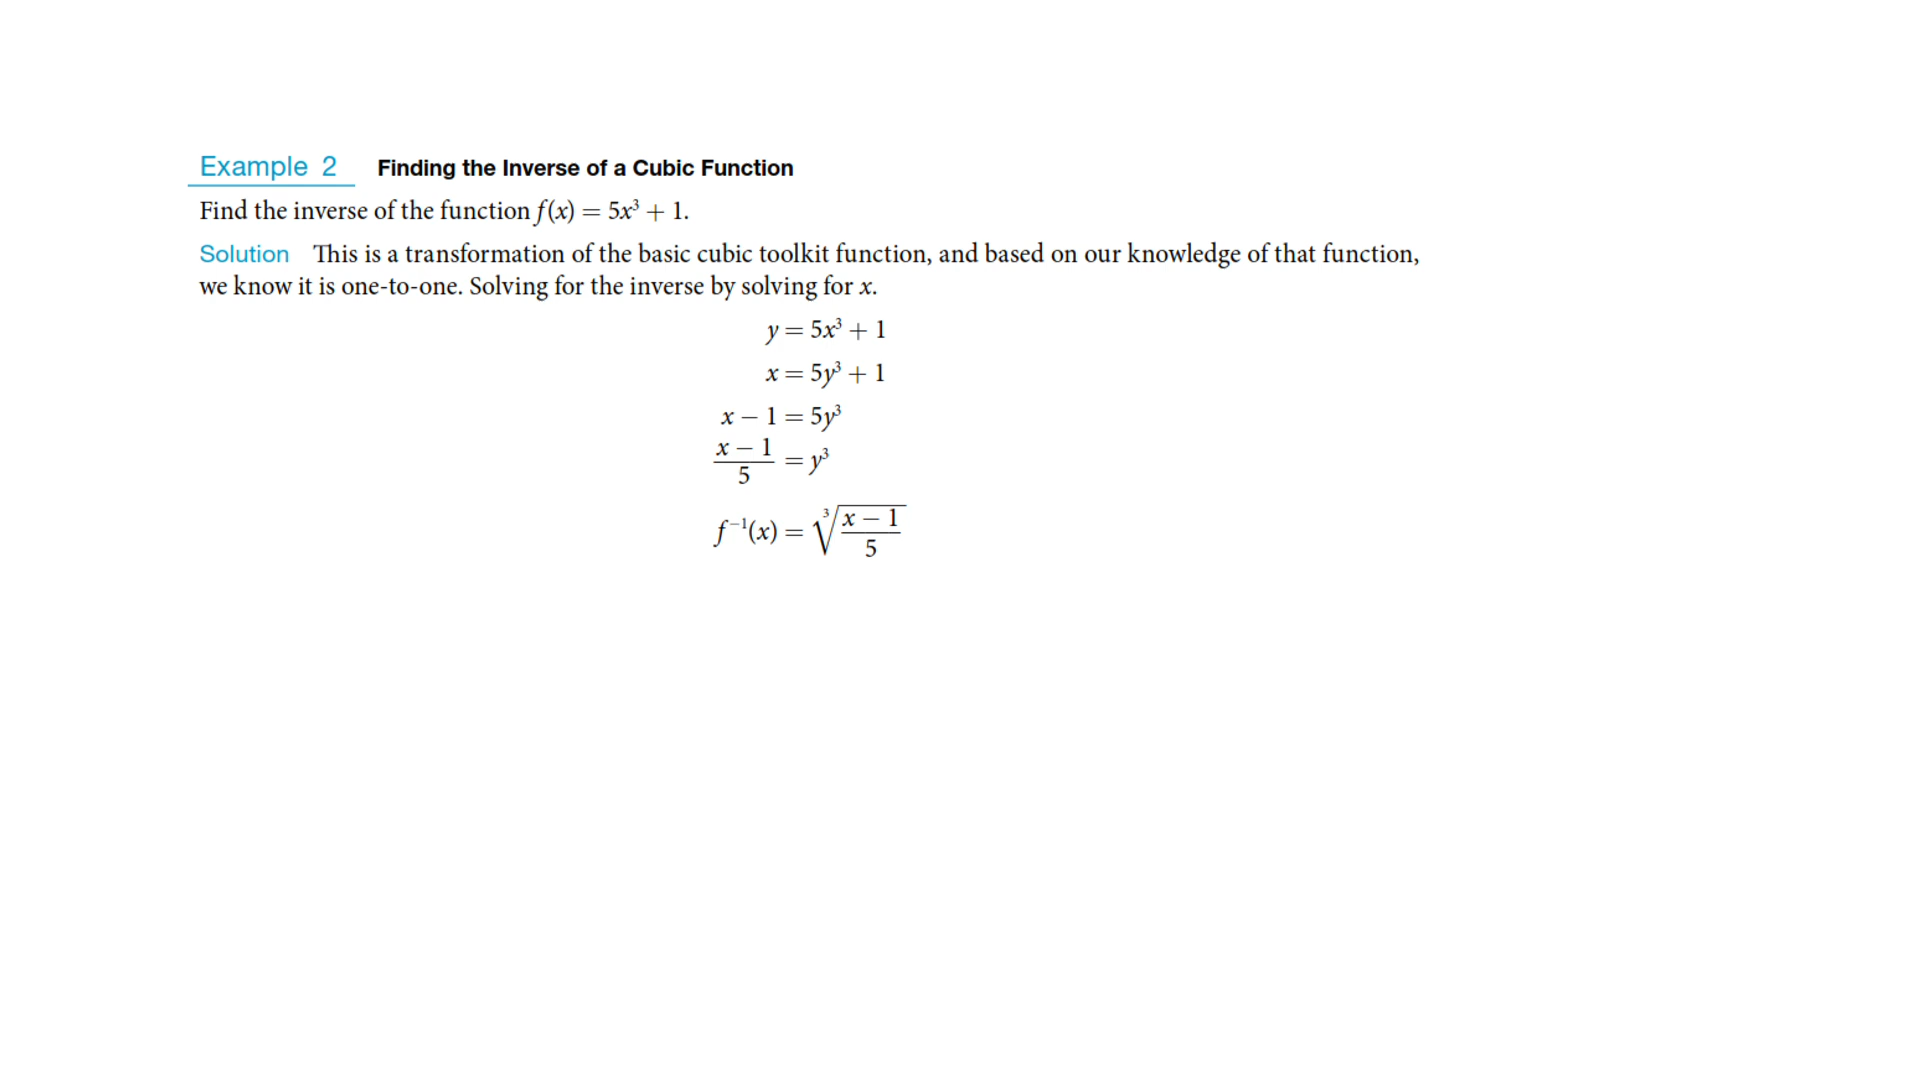 Example 2 Finding the Inverse of a Cubic Function
Find the inverse of the function f(x) = 5x³ + 1.
Solution This is a transformation of the basic cubic toolkit function, and based on our knowledge of that function,
we know it is one-to-one. Solving for the inverse by solving for x.
y = 5x³ + 1
x = 5y³ + 1
x − 1 = 5y³
(x − 1)/5 = y³
f⁻¹(x) = ∛((x − 1)/5)